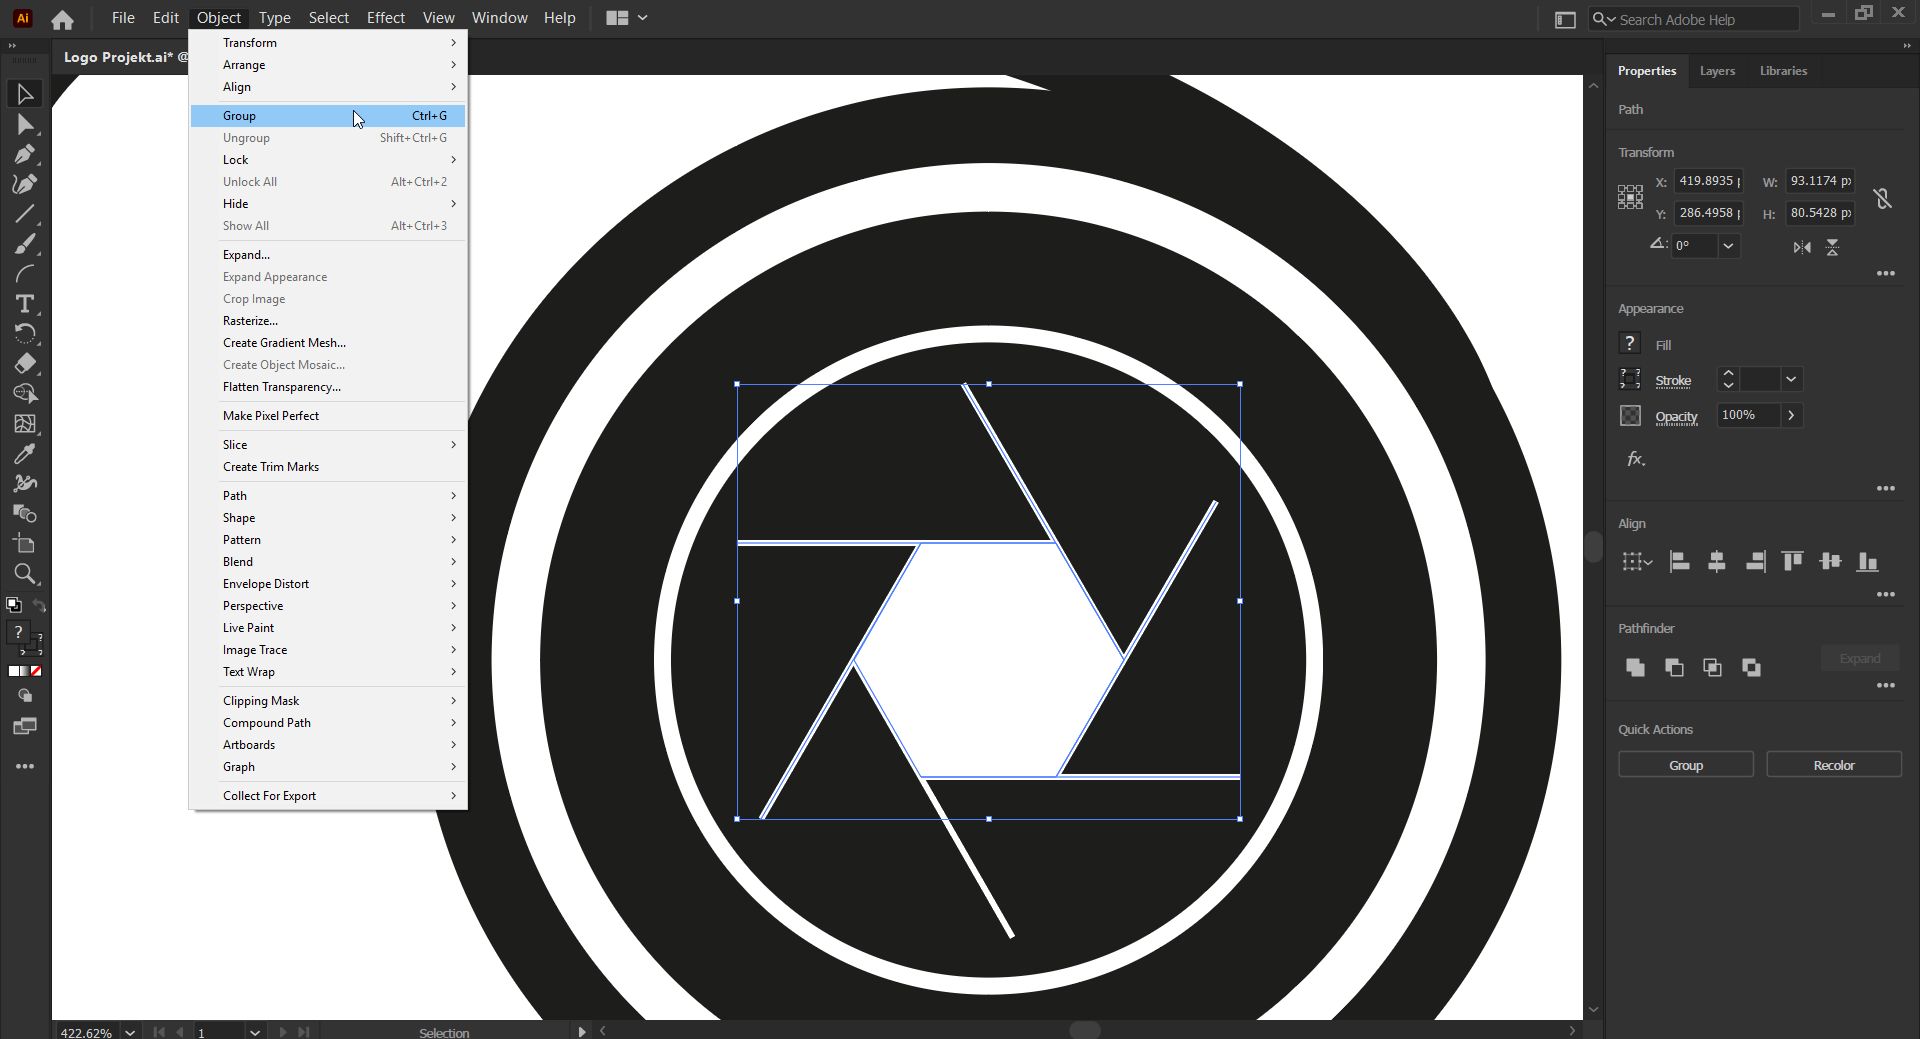 Ai File Edit Object Type Select Effect View Window Help Search Adobe Help
Logo Projekt.ai* @
Transform
Arrange
Align
Group Ctrl+G
Ungroup Shift+Ctrl+G
Lock
Unlock All Alt+Ctrl+2
Hide
Show All Alt+Ctrl+3
Expand...
Expand Appearance
Crop Image
Rasterize...
Create Gradient Mesh...
Create Object Mosaic...
Flatten Transparency...
Make Pixel Perfect
Slice
Create Trim Marks
Path
Shape
Pattern
Blend
Envelope Distort
Perspective
Live Paint
Image Trace
Text Wrap
Clipping Mask
Compound Path
Artboards
Graph
Collect For Export
Properties Layers Libraries
Path
Transform
X: 419.8935 W: 93.1174 px
Y: 286.4958 H: 80.5428 px
0°
Appearance
? Fill
Stroke
Opacity 100%
fx.
Align
Pathfinder
Expand
Quick Actions
Group Recolor
422.62% 1 Selection